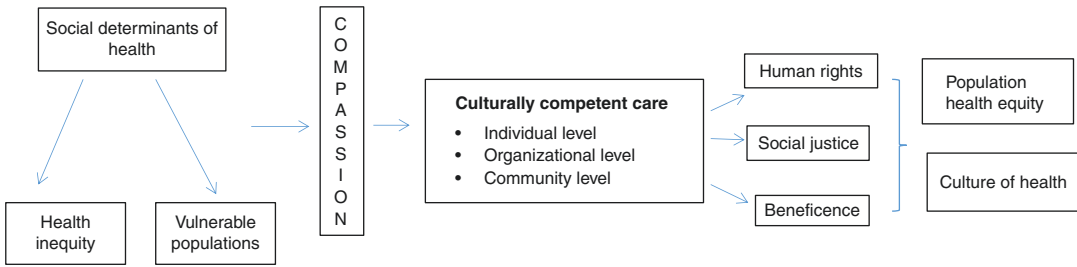 Social determinants of
health
Health
inequity
Vulnerable
populations
C
O
M
P
A
S
S
I
O
N
Culturally competent care
• Individual level
• Organizational level
• Community level
Human rights
Social justice
Beneficence
Population
health equity
Culture of health